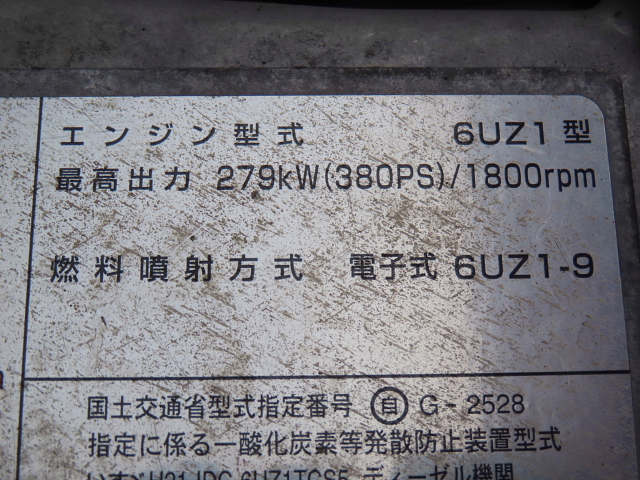 エンジン型式 6UZ1型
最高出力 279kW(380PS)/1800rpm
燃料噴射方式 電子式 6UZ1-9
国土交通省型式指定番号 ㊀自 G-2528
指定に係る一酸化炭素等発散防止装置型式